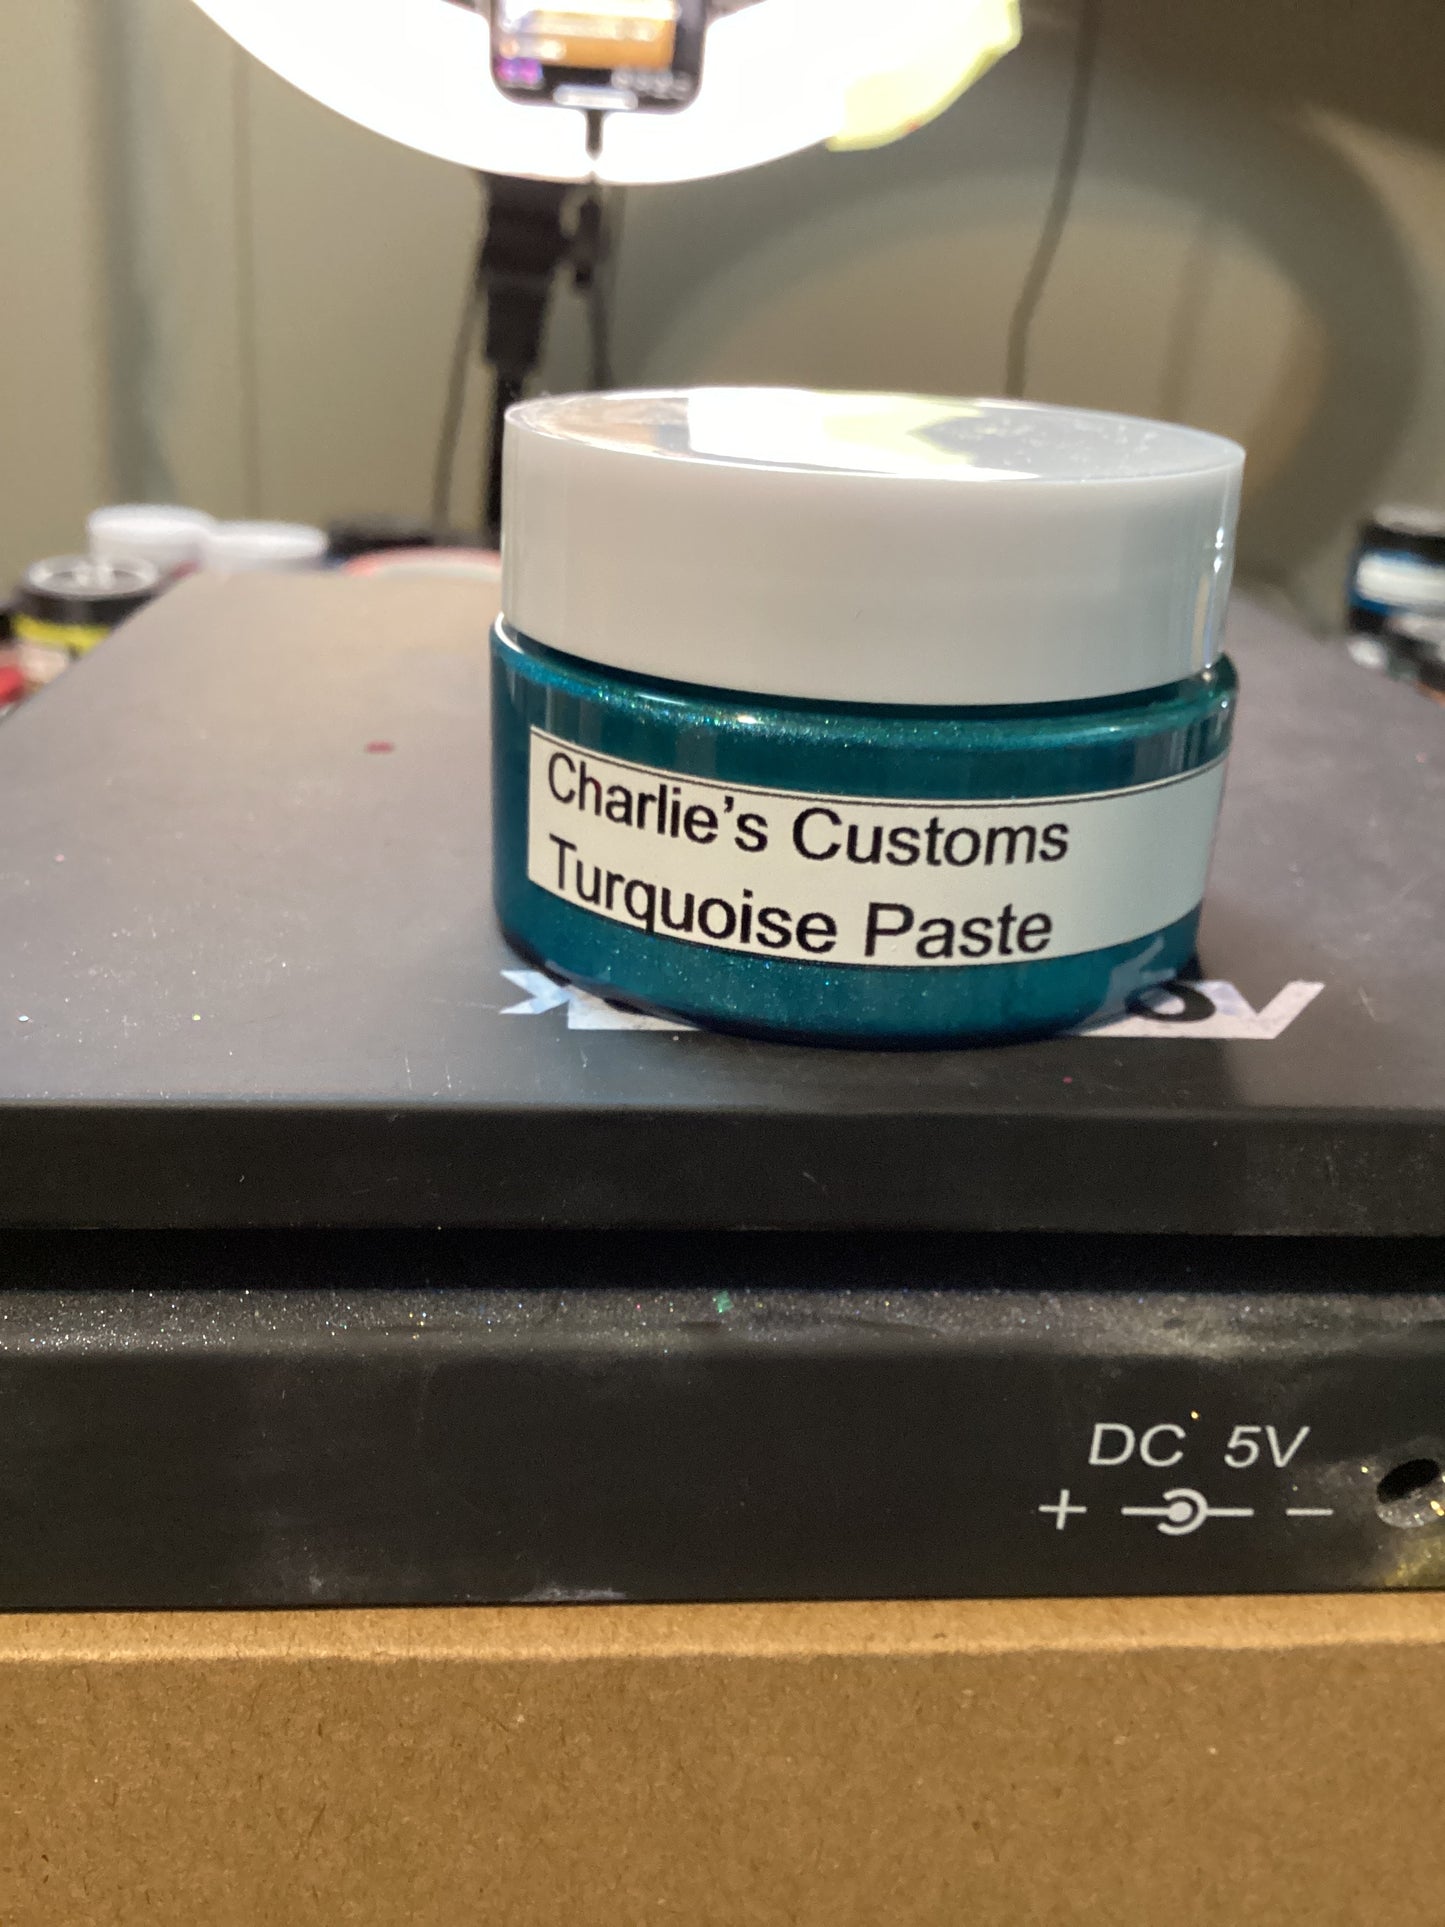 Charlie's Customs
Turquoise Paste
DC 5V
+ −